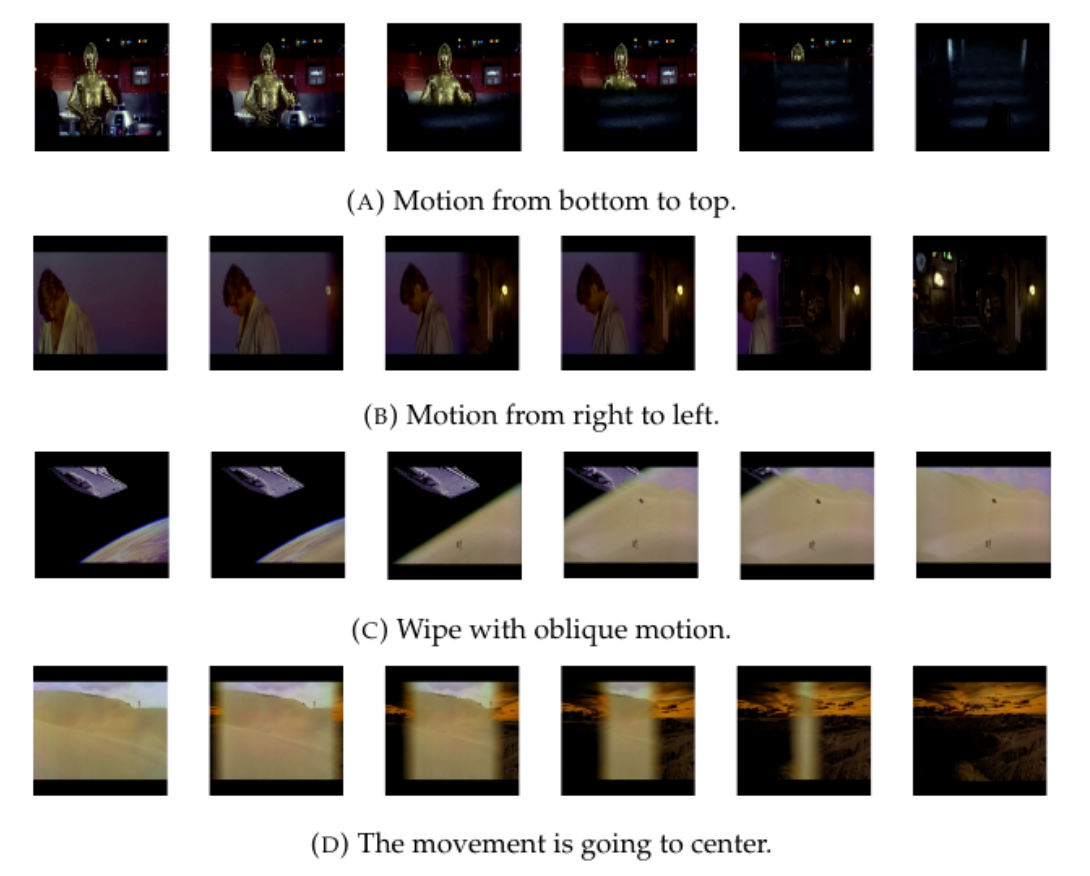 (A) Motion from bottom to top.
(B) Motion from right to left.
(C) Wipe with oblique motion.
(D) The movement is going to center.